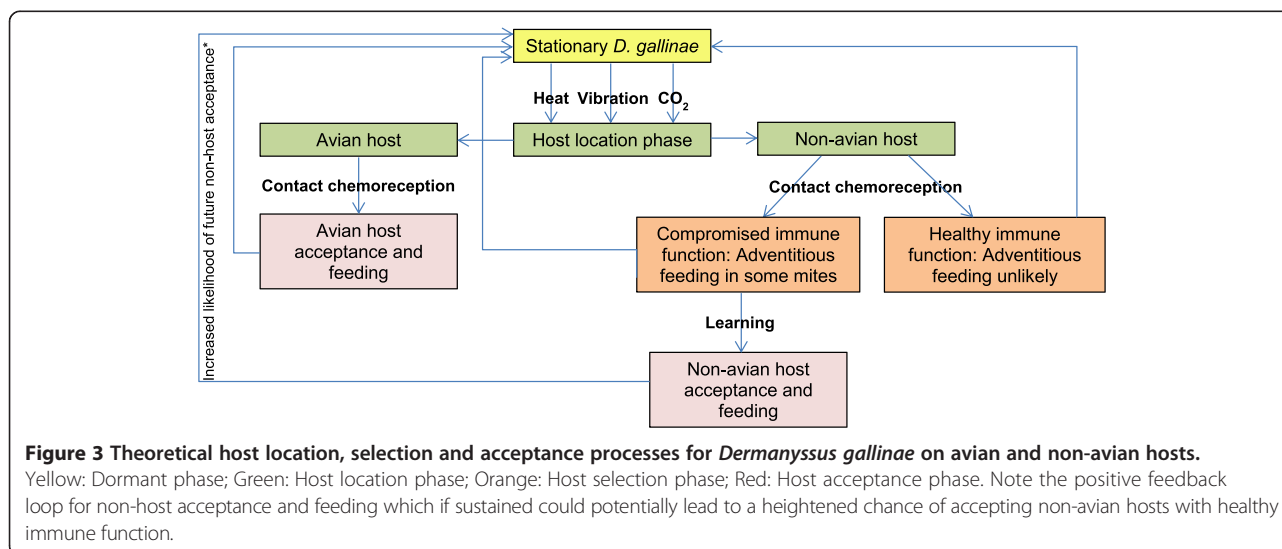 Stationary D. gallinae
Heat Vibration CO₂
Avian host
Host location phase
Non-avian host
Contact chemoreception
Contact chemoreception
Avian host
acceptance and
feeding
Compromised immune
function: Adventitious
feeding in some mites
Healthy immune
function: Adventitious
feeding unlikely
Learning
Non-avian host
acceptance and
feeding
Increased likelihood of future non-host acceptance*
Figure 3 Theoretical host location, selection and acceptance processes for Dermanyssus gallinae on avian and non-avian hosts.
Yellow: Dormant phase; Green: Host location phase; Orange: Host selection phase; Red: Host acceptance phase. Note the positive feedback
loop for non-host acceptance and feeding which if sustained could potentially lead to a heightened chance of accepting non-avian hosts with healthy
immune function.